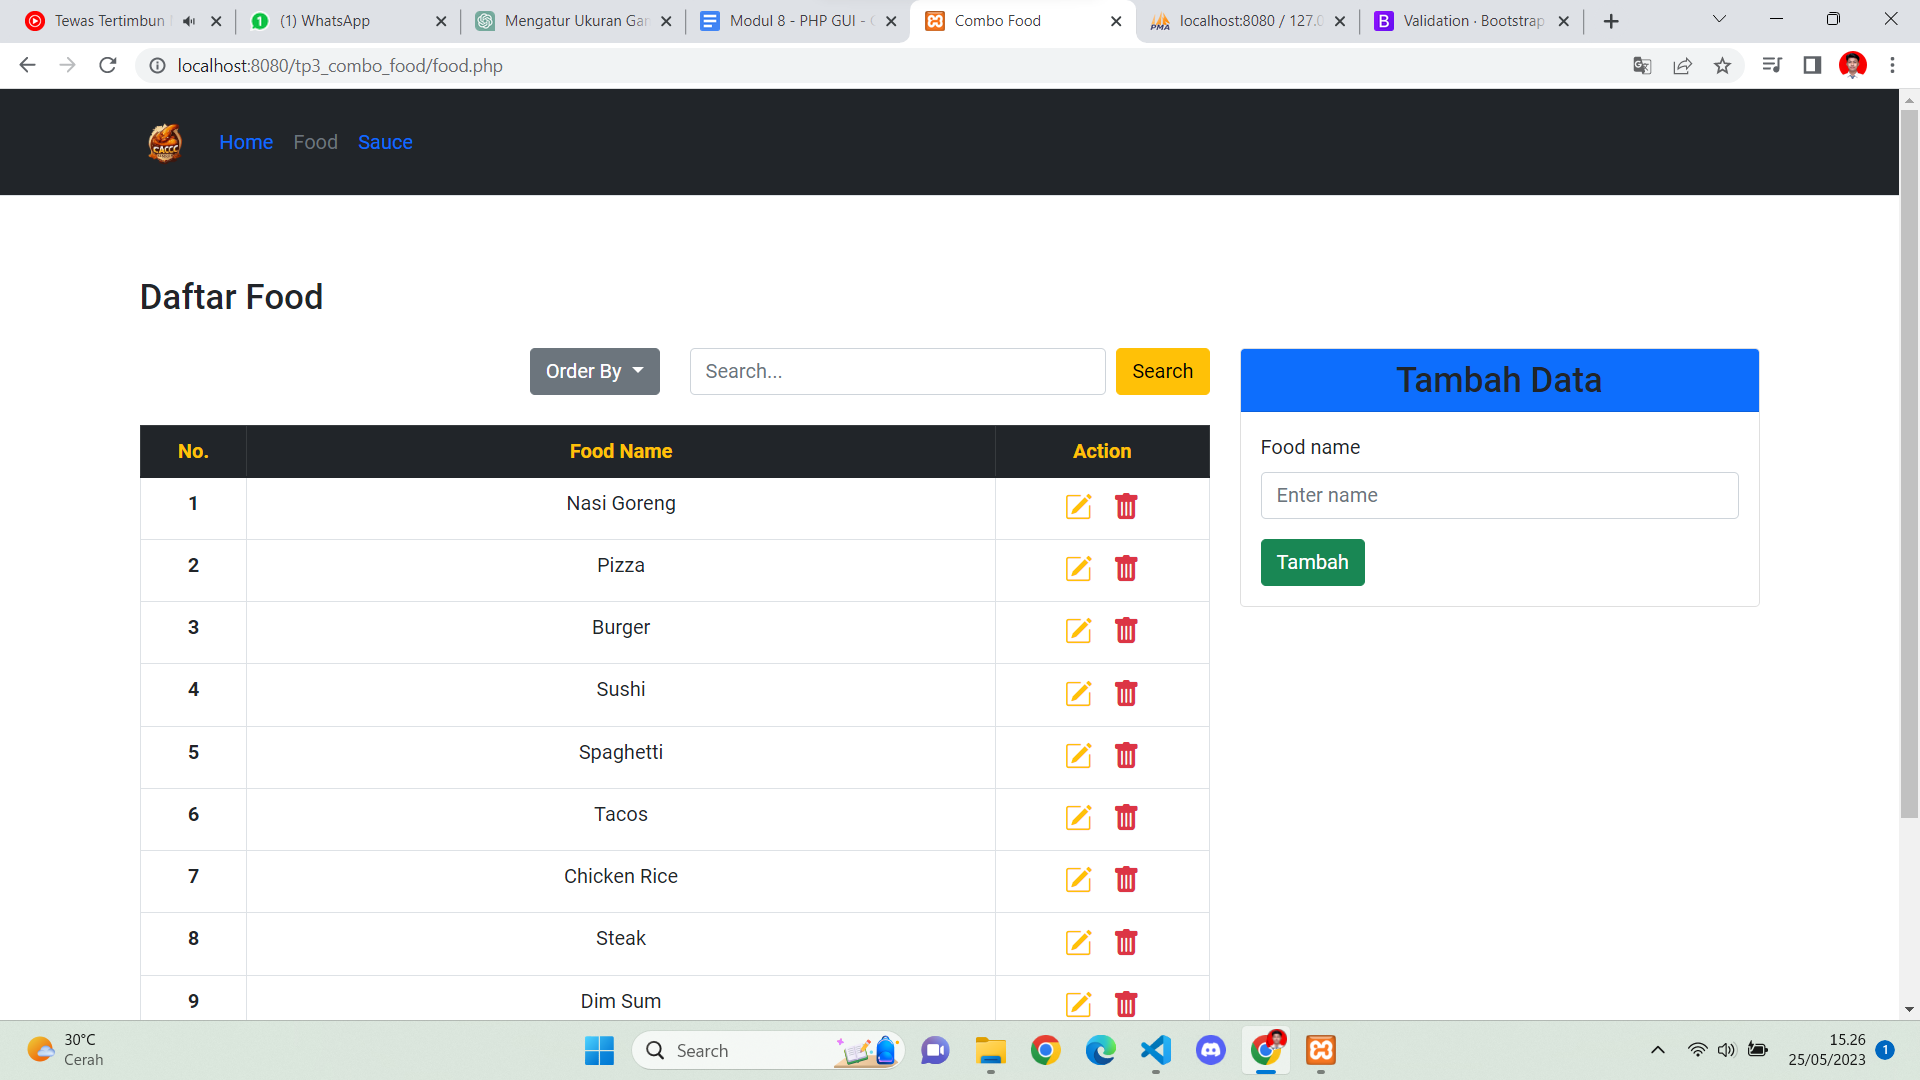 Tewas Tertimbun
(1) WhatsApp
Mengatur Ukuran Gam
Modul 8 - PHP GUI -
Combo Food
localhost:8080 / 127.0
Validation · Bootstrap
localhost:8080/tp3_combo_food/food.php
CACCC
Home
Food
Sauce
Daftar Food
Order By
Search...
Search
Tambah Data
Food name
Enter name
Tambah
No. Food Name Action
1 Nasi Goreng
2 Pizza
3 Burger
4 Sushi
5 Spaghetti
6 Tacos
7 Chicken Rice
8 Steak
9 Dim Sum
30°C
Cerah
Search
15.26
25/05/2023
1